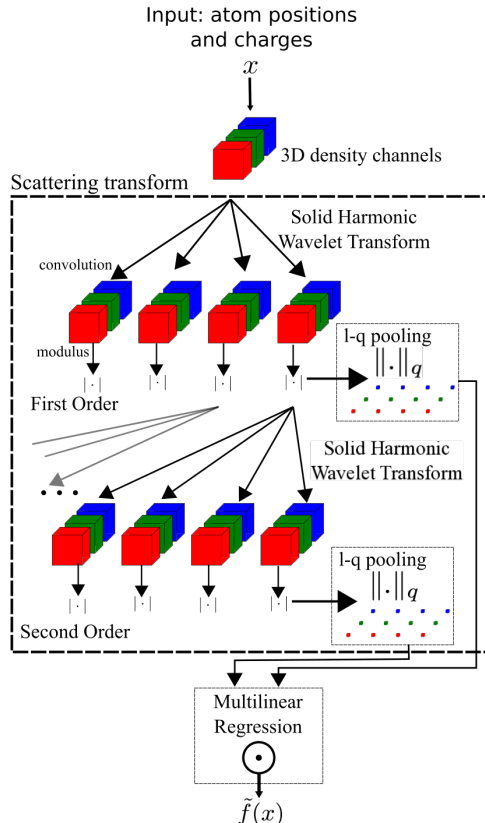 Input: atom positions
and charges
x
3D density channels
Scattering transform
Solid Harmonic
Wavelet Transform
convolution
modulus
|·| |·| |·| |·|
l-q pooling
||·||q
First Order
Solid Harmonic
Wavelet Transform
...
|·| |·| |·| |·|
l-q pooling
||·||q
Second Order
Multilinear
Regression
f̃(x)